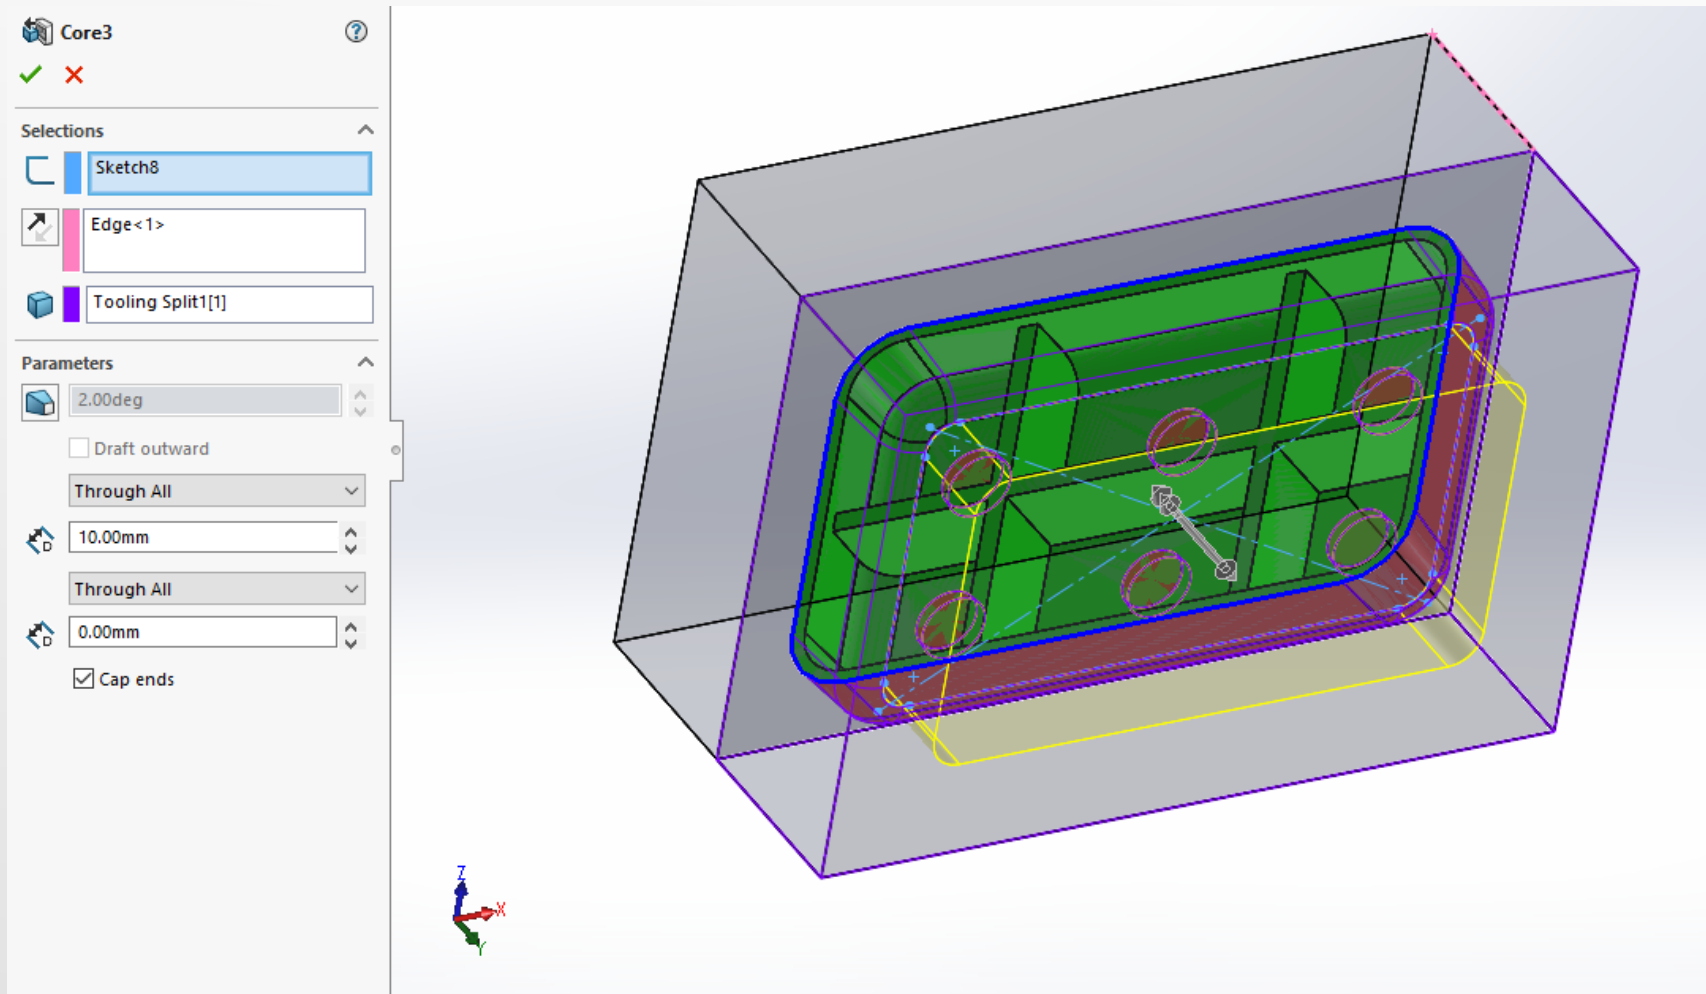 Core3
?
Selections
Sketch8
Edge<1>
Tooling Split1[1]
Parameters
2.00deg
Draft outward
Through All
D
10.00mm
Through All
D
0.00mm
Cap ends
Z
X
Y